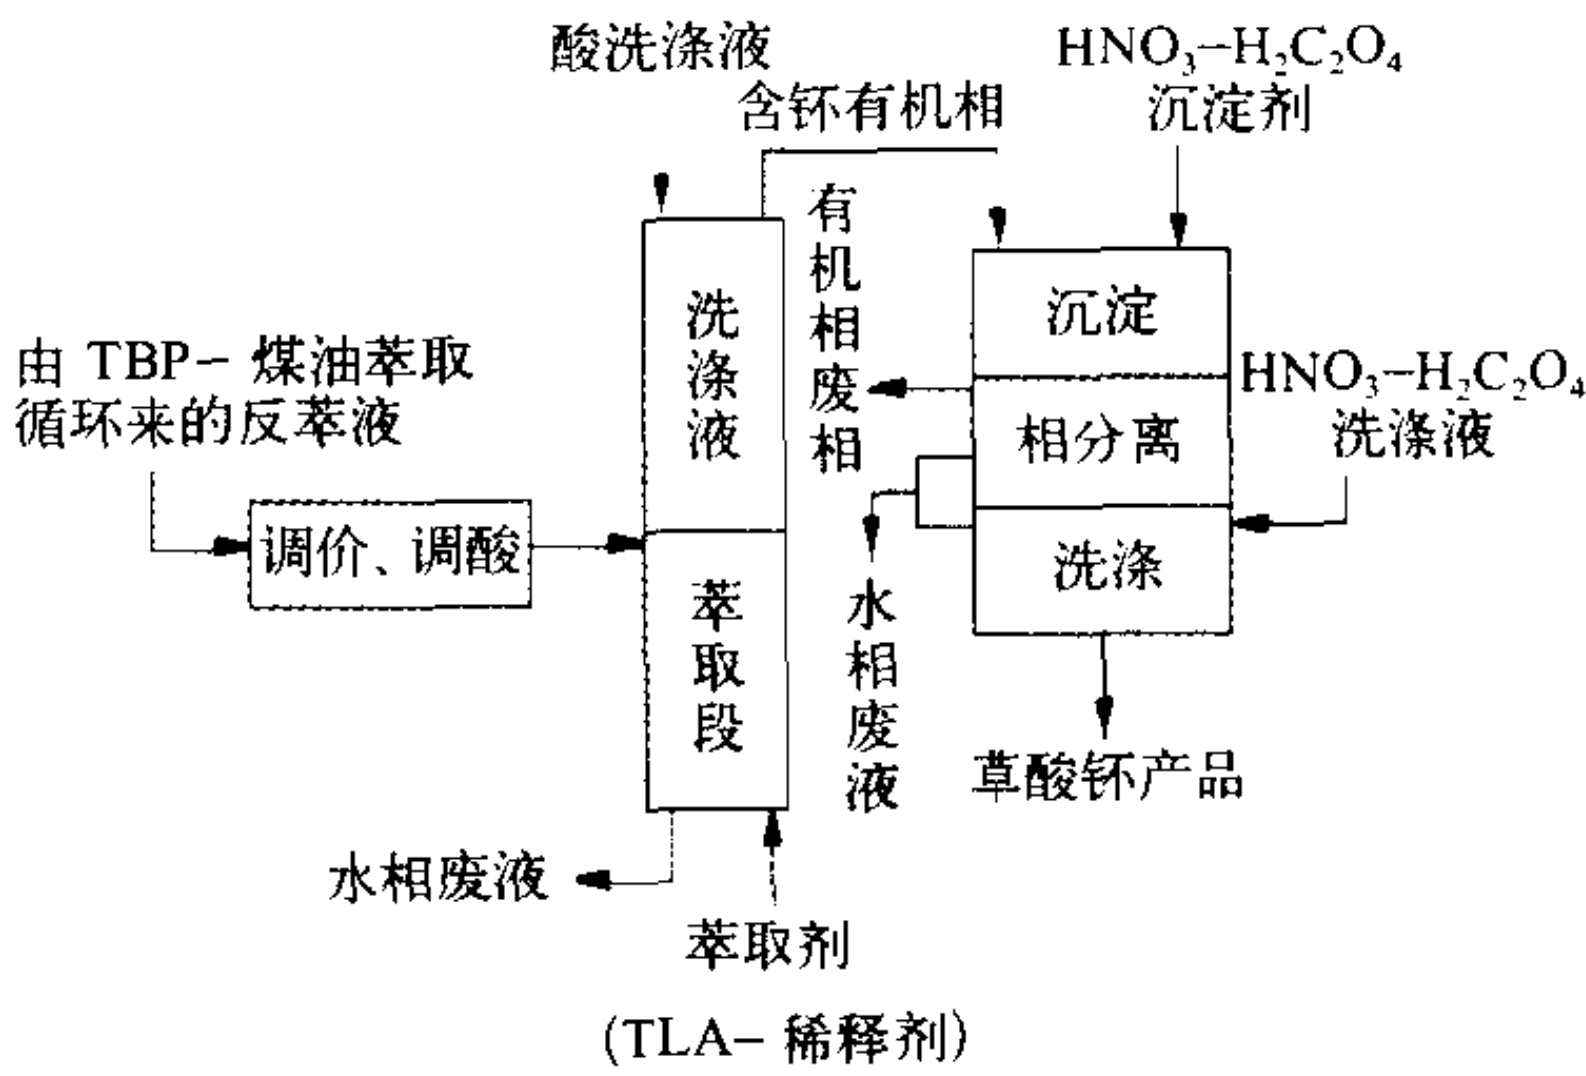 酸洗涤液
含钚有机相
HNO₃−H₂C₂O₄
沉淀剂
有机相废相
洗涤液
沉淀
由 TBP− 煤油萃取
循环来的反萃液
HNO₃−H₂C₂O₄
洗涤液
相分离
调价、调酸
萃取段
洗涤
水相废液
草酸钚产品
水相废液
萃取剂
(TLA− 稀释剂)